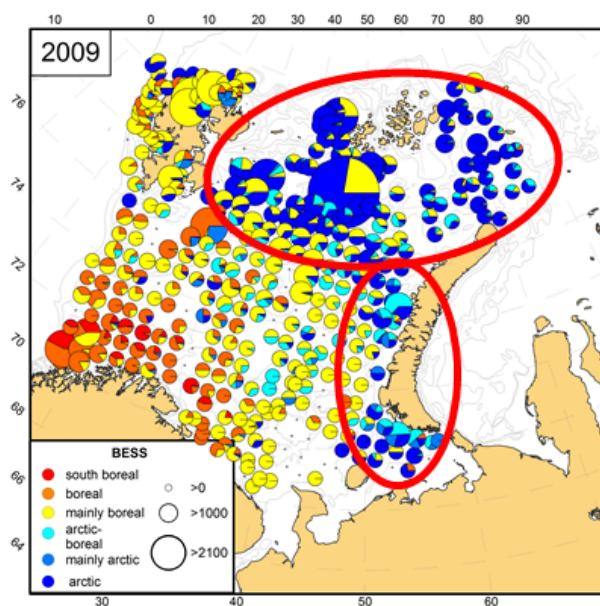 10 0 10 20 30 40 50 60 70 80 90
2009
76
74
72
70
68
66
64
BESS
south boreal
boreal
mainly boreal
arctic-
boreal
mainly arctic
arctic
>0
>1000
>2100
30 40 50 60